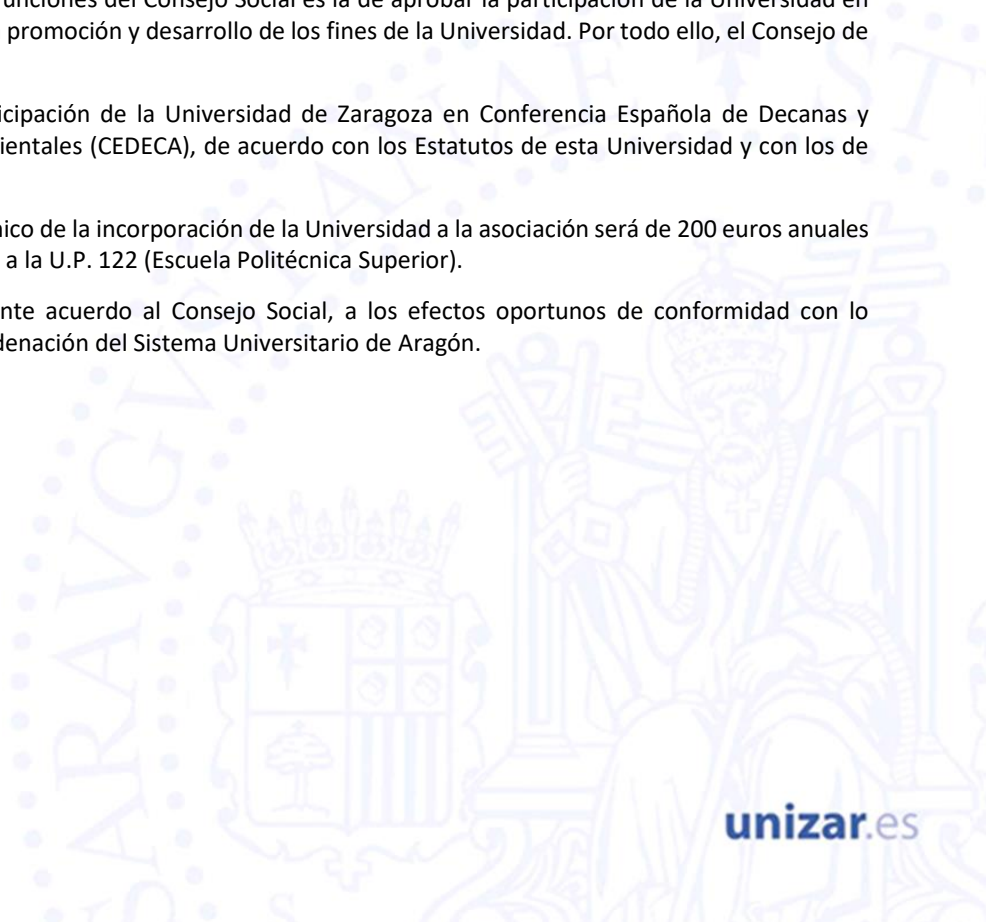 funciones del Consejo Social es la de aprobar la participación de la Universidad en
promoción y desarrollo de los fines de la Universidad. Por todo ello, el Consejo de
icipación de la Universidad de Zaragoza en Conferencia Española de Decanas y
ientales (CEDECA), de acuerdo con los Estatutos de esta Universidad y con los de
nico de la incorporación de la Universidad a la asociación será de 200 euros anuales
a la U.P. 122 (Escuela Politécnica Superior).
nte acuerdo al Consejo Social, a los efectos oportunos de conformidad con lo
denación del Sistema Universitario de Aragón.
CÆSARAVGVSTANE
unizar.es